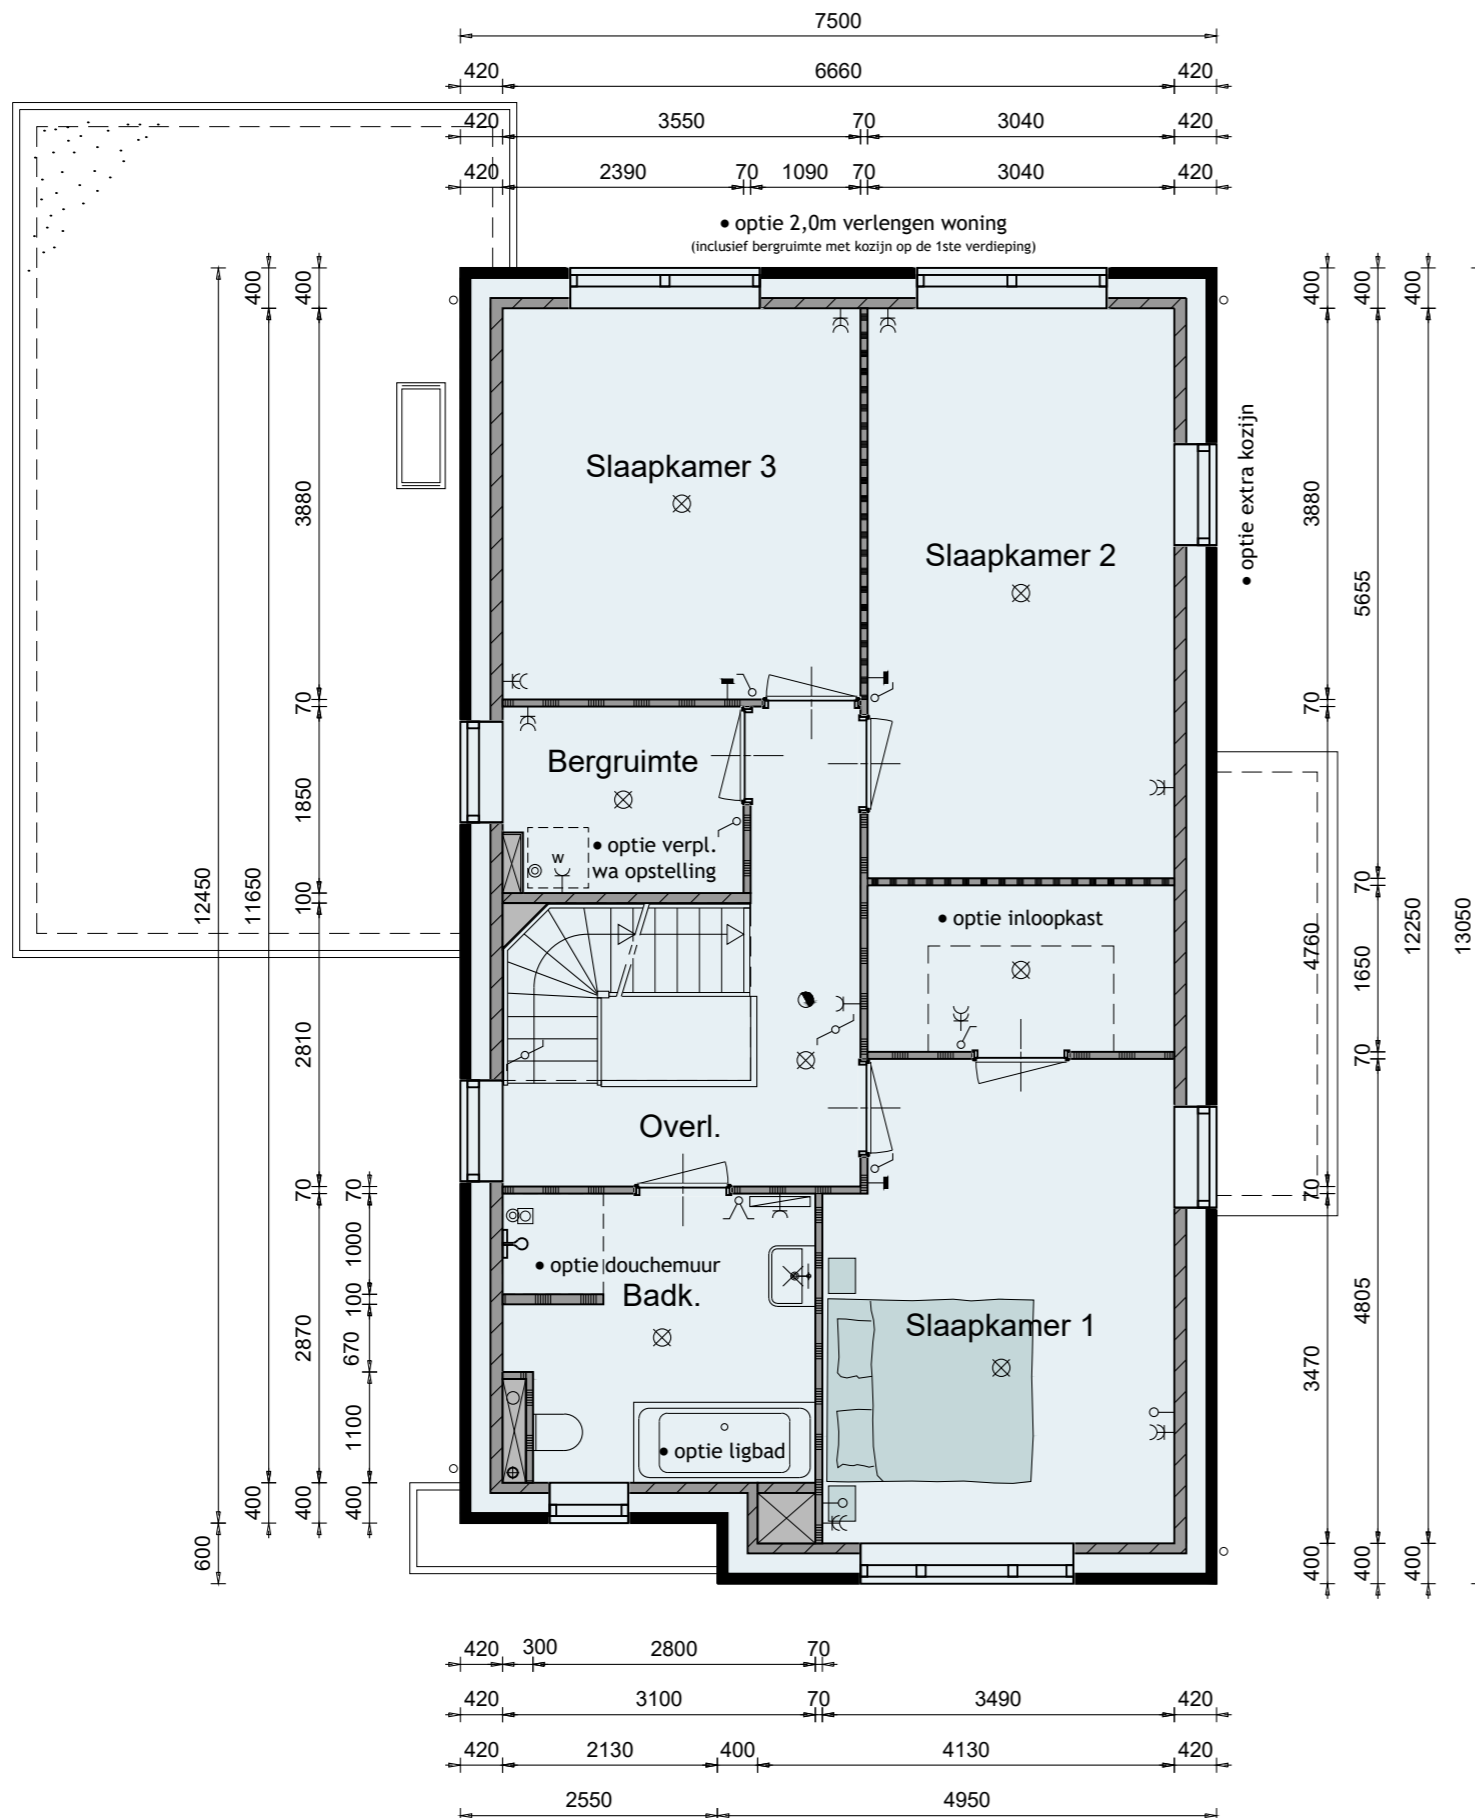 7500
420 6660 420
420 3550 70 3040 420
420 2390 70 1090 70 3040 420
• optie 2,0m verlengen woning
(inclusief bergruimte met kozijn op de 1ste verdieping)
400 400 400 400 400
Slaapkamer 3
• optie extra kozijn
3880 3880
Slaapkamer 2
5655
70 70
Bergruimte
1850
• optie verpl.
w
wa opstelling
12450 11650 100 70
• optie inloopkast
4760 1650 12250 13050
2810 70
Overl.
70 70 70
1000
• optie douchemuur
Badk.
100
2870 670
Slaapkamer 1
4805
3470
1100
• optie ligbad
400 400 400
600
400 400 400
420 300 2800 70
420 3100 70 3490 420
420 2130 400 4130 420
2550 4950